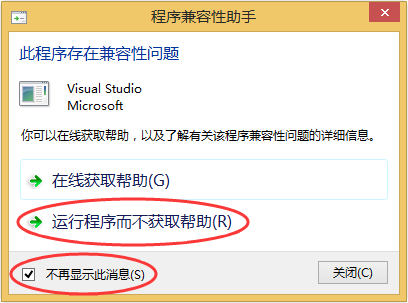 程序兼容性助手
此程序存在兼容性问题
Visual Studio
Microsoft
你可以在线获取帮助，以及了解有关该程序兼容性问题的详细信息。
在线获取帮助(G)
运行程序而不获取帮助(R)
不再显示此消息(S)
关闭(C)